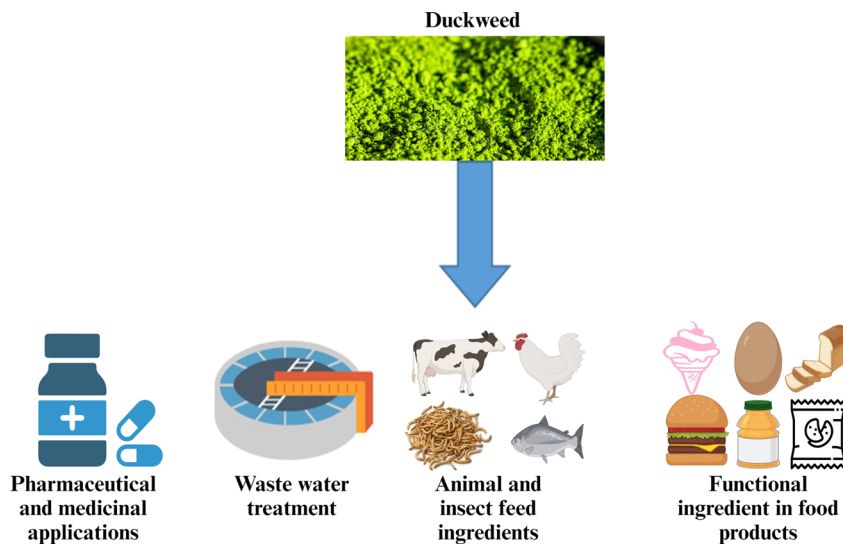 Duckweed
Pharmaceutical
and medicinal
applications
Waste water
treatment
Animal and
insect feed
ingredients
Functional
ingredient in food
products